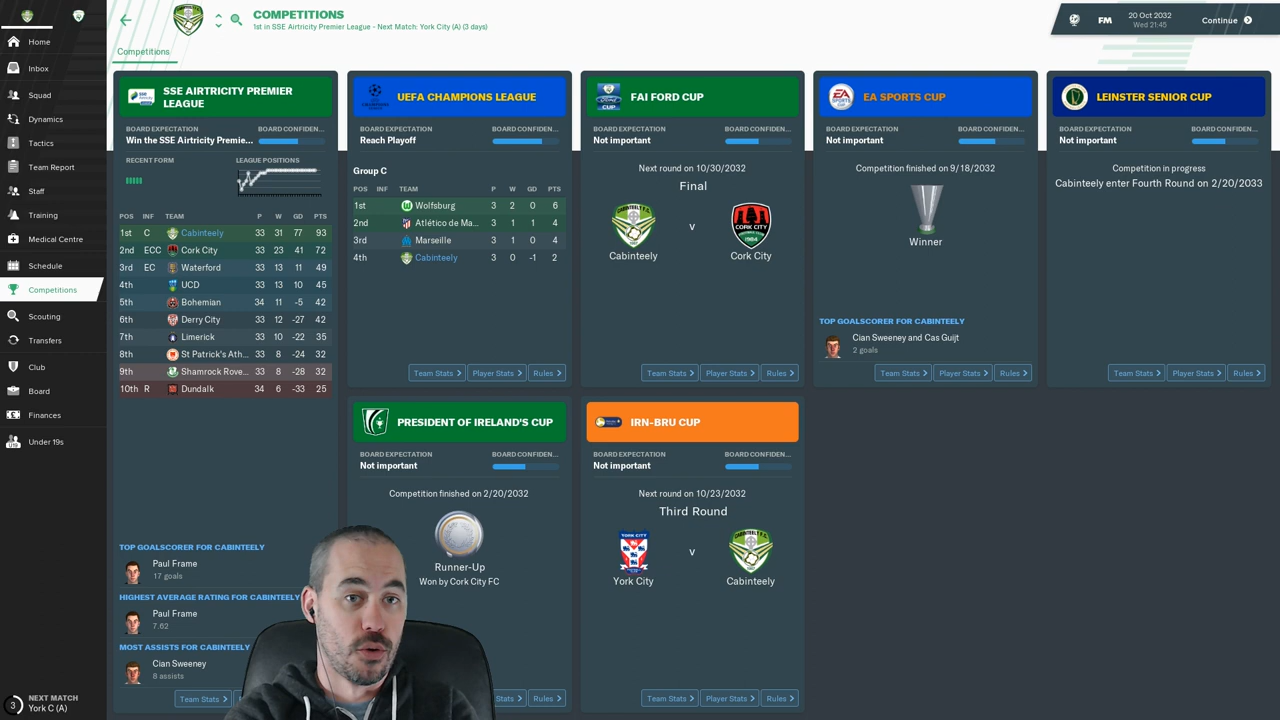 COMPETITIONS
1st in SSE Airtricity Premier League - Next Match: York City (A) (3 days)
FM
20 Oct 2032
Wed 21:45
Continue
Competitions
Home
Inbox
Squad
Dynamics
Tactics
Team Report
Staff
Training
Medical Centre
Schedule
Competitions
Scouting
Transfers
Club
Board
Finances
Under 19s
NEXT MATCH
York C (A)
SSE AIRTRICITY PREMIER LEAGUE
BOARD EXPECTATION BOARD CONFIDEN...
Win the SSE Airtricity Premie...
RECENT FORM LEAGUE POSITIONS
POS INF TEAM P W GD PTS
1st C Cabinteely 33 31 77 93
2nd ECC Cork City 33 23 41 72
3rd EC Waterford 33 13 11 49
4th UCD 33 13 10 45
5th Bohemian 34 11 -5 42
6th Derry City 33 12 -27 42
7th Limerick 33 10 -22 35
8th St Patrick's Ath... 33 8 -24 32
9th Shamrock Rove... 33 8 -28 32
10th R Dundalk 34 6 -33 25
TOP GOALSCORER FOR CABINTEELY
Paul Frame
17 goals
HIGHEST AVERAGE RATING FOR CABINTEELY
Paul Frame
7.62
MOST ASSISTS FOR CABINTEELY
Cian Sweeney
8 assists
Team Stats
UEFA CHAMPIONS LEAGUE
BOARD EXPECTATION BOARD CONFIDEN...
Reach Playoff
Group C
POS INF TEAM P W GD PTS
1st Wolfsburg 3 2 0 6
2nd Atlético de Ma... 3 1 1 4
3rd Marseille 3 1 0 4
4th Cabinteely 3 0 -1 2
Team Stats Player Stats Rules
FAI FORD CUP
BOARD EXPECTATION BOARD CONFIDEN...
Not important
Next round on 10/30/2032
Final
v
Cabinteely Cork City
Team Stats Player Stats Rules
EA SPORTS CUP
BOARD EXPECTATION BOARD CONFIDEN...
Not important
Competition finished on 9/18/2032
Winner
TOP GOALSCORER FOR CABINTEELY
Cian Sweeney and Cas Guijt
2 goals
Team Stats Player Stats Rules
LEINSTER SENIOR CUP
BOARD EXPECTATION BOARD CONFIDEN...
Not important
Competition in progress
Cabinteely enter Fourth Round on 2/20/2033
Team Stats Player Stats Rules
PRESIDENT OF IRELAND'S CUP
BOARD EXPECTATION BOARD CONFIDEN...
Not important
Competition finished on 2/20/2032
Runner-Up
Won by Cork City FC
Stats Rules
IRN-BRU CUP
BOARD EXPECTATION BOARD CONFIDEN...
Not important
Next round on 10/23/2032
Third Round
v
York City Cabinteely
Team Stats Player Stats Rules